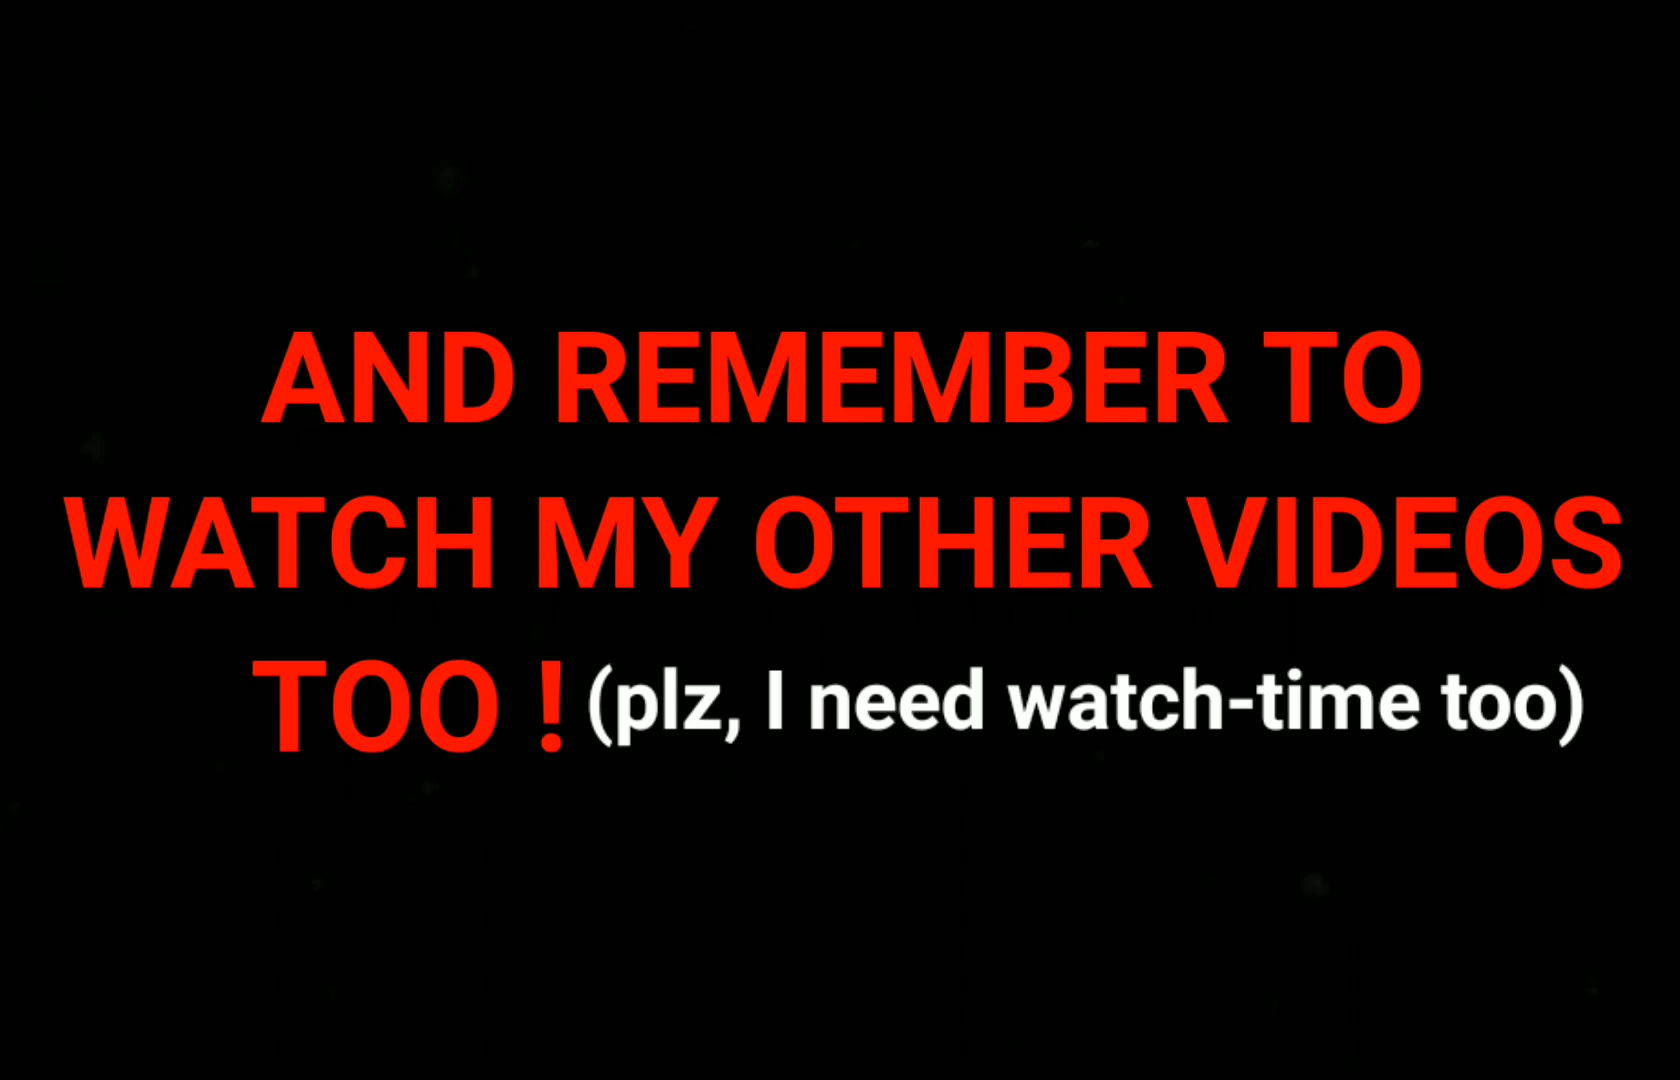 AND REMEMBER TO
WATCH MY OTHER VIDEOS
TOO ! (plz, I need watch-time too)